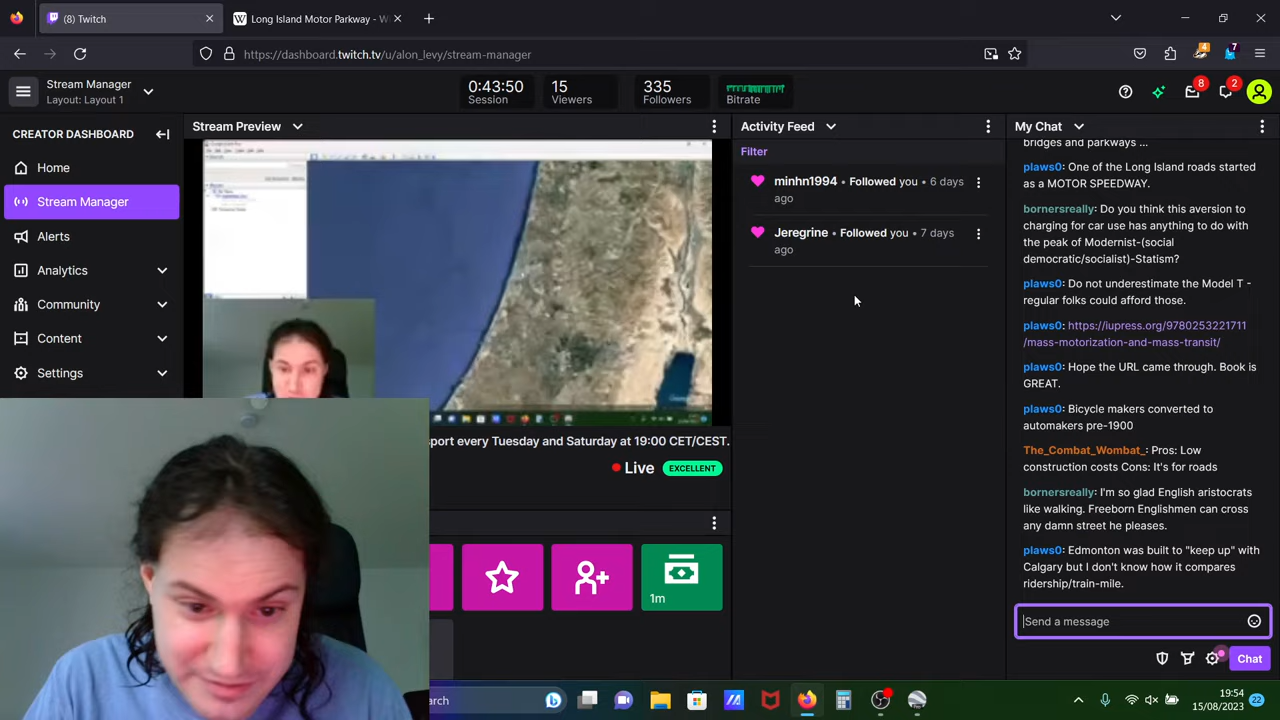 (8) Twitch
Long Island Motor Parkway - W
https://dashboard.twitch.tv/u/alon_levy/stream-manager
4
7
Stream Manager
Layout: Layout 1
0:43:50
Session
15
Viewers
335
Followers
Bitrate
8
2
CREATOR DASHBOARD
Home
Stream Manager
Alerts
Analytics
Community
Content
Settings
Stream Preview
sport every Tuesday and Saturday at 19:00 CET/CEST.
Live
EXCELLENT
1m
Activity Feed
Filter
minhn1994 • Followed you • 6 days
ago
Jeregrine • Followed you • 7 days
ago
My Chat
bridges and parkways ...
plaws0: One of the Long Island roads started
as a MOTOR SPEEDWAY.
bornersreally: Do you think this aversion to
charging for car use has anything to do with
the peak of Modernist-(social
democratic/socialist)-Statism?
plaws0: Do not underestimate the Model T -
regular folks could afford those.
plaws0: https://iupress.org/9780253221711
/mass-motorization-and-mass-transit/
plaws0: Hope the URL came through. Book is
GREAT.
plaws0: Bicycle makers converted to
automakers pre-1900
The_Combat_Wombat_: Pros: Low
construction costs Cons: It's for roads
bornersreally: I'm so glad English aristocrats
like walking. Freeborn Englishmen can cross
any damn street he pleases.
plaws0: Edmonton was built to "keep up" with
Calgary but I don't know how it compares
ridership/train-mile.
Send a message
Chat
rch
19:54
15/08/2023
22